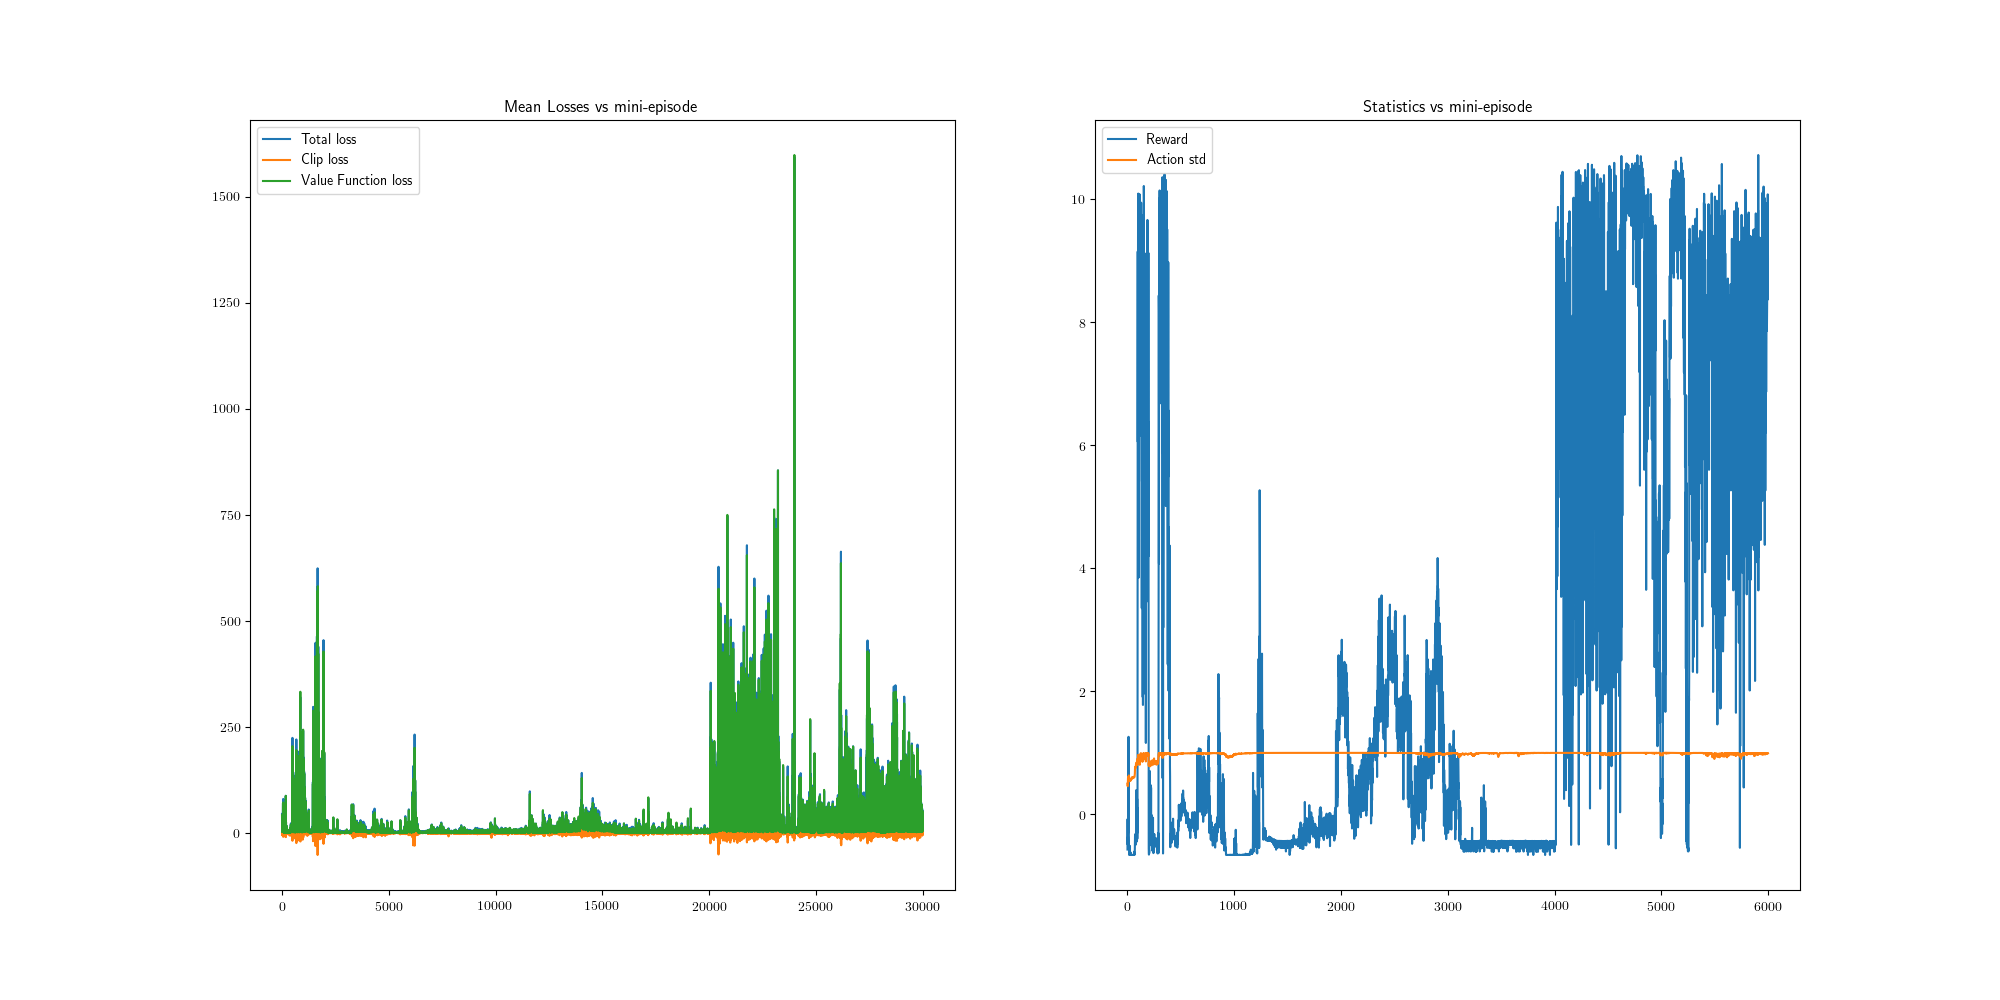 Mean Losses vs mini-episode
Total loss
Clip loss
Value Function loss
1500
1250
1000
750
500
250
0
0 5000 10000 15000 20000 25000 30000
Statistics vs mini-episode
Reward
Action std
10
8
6
4
2
0
0 1000 2000 3000 4000 5000 6000